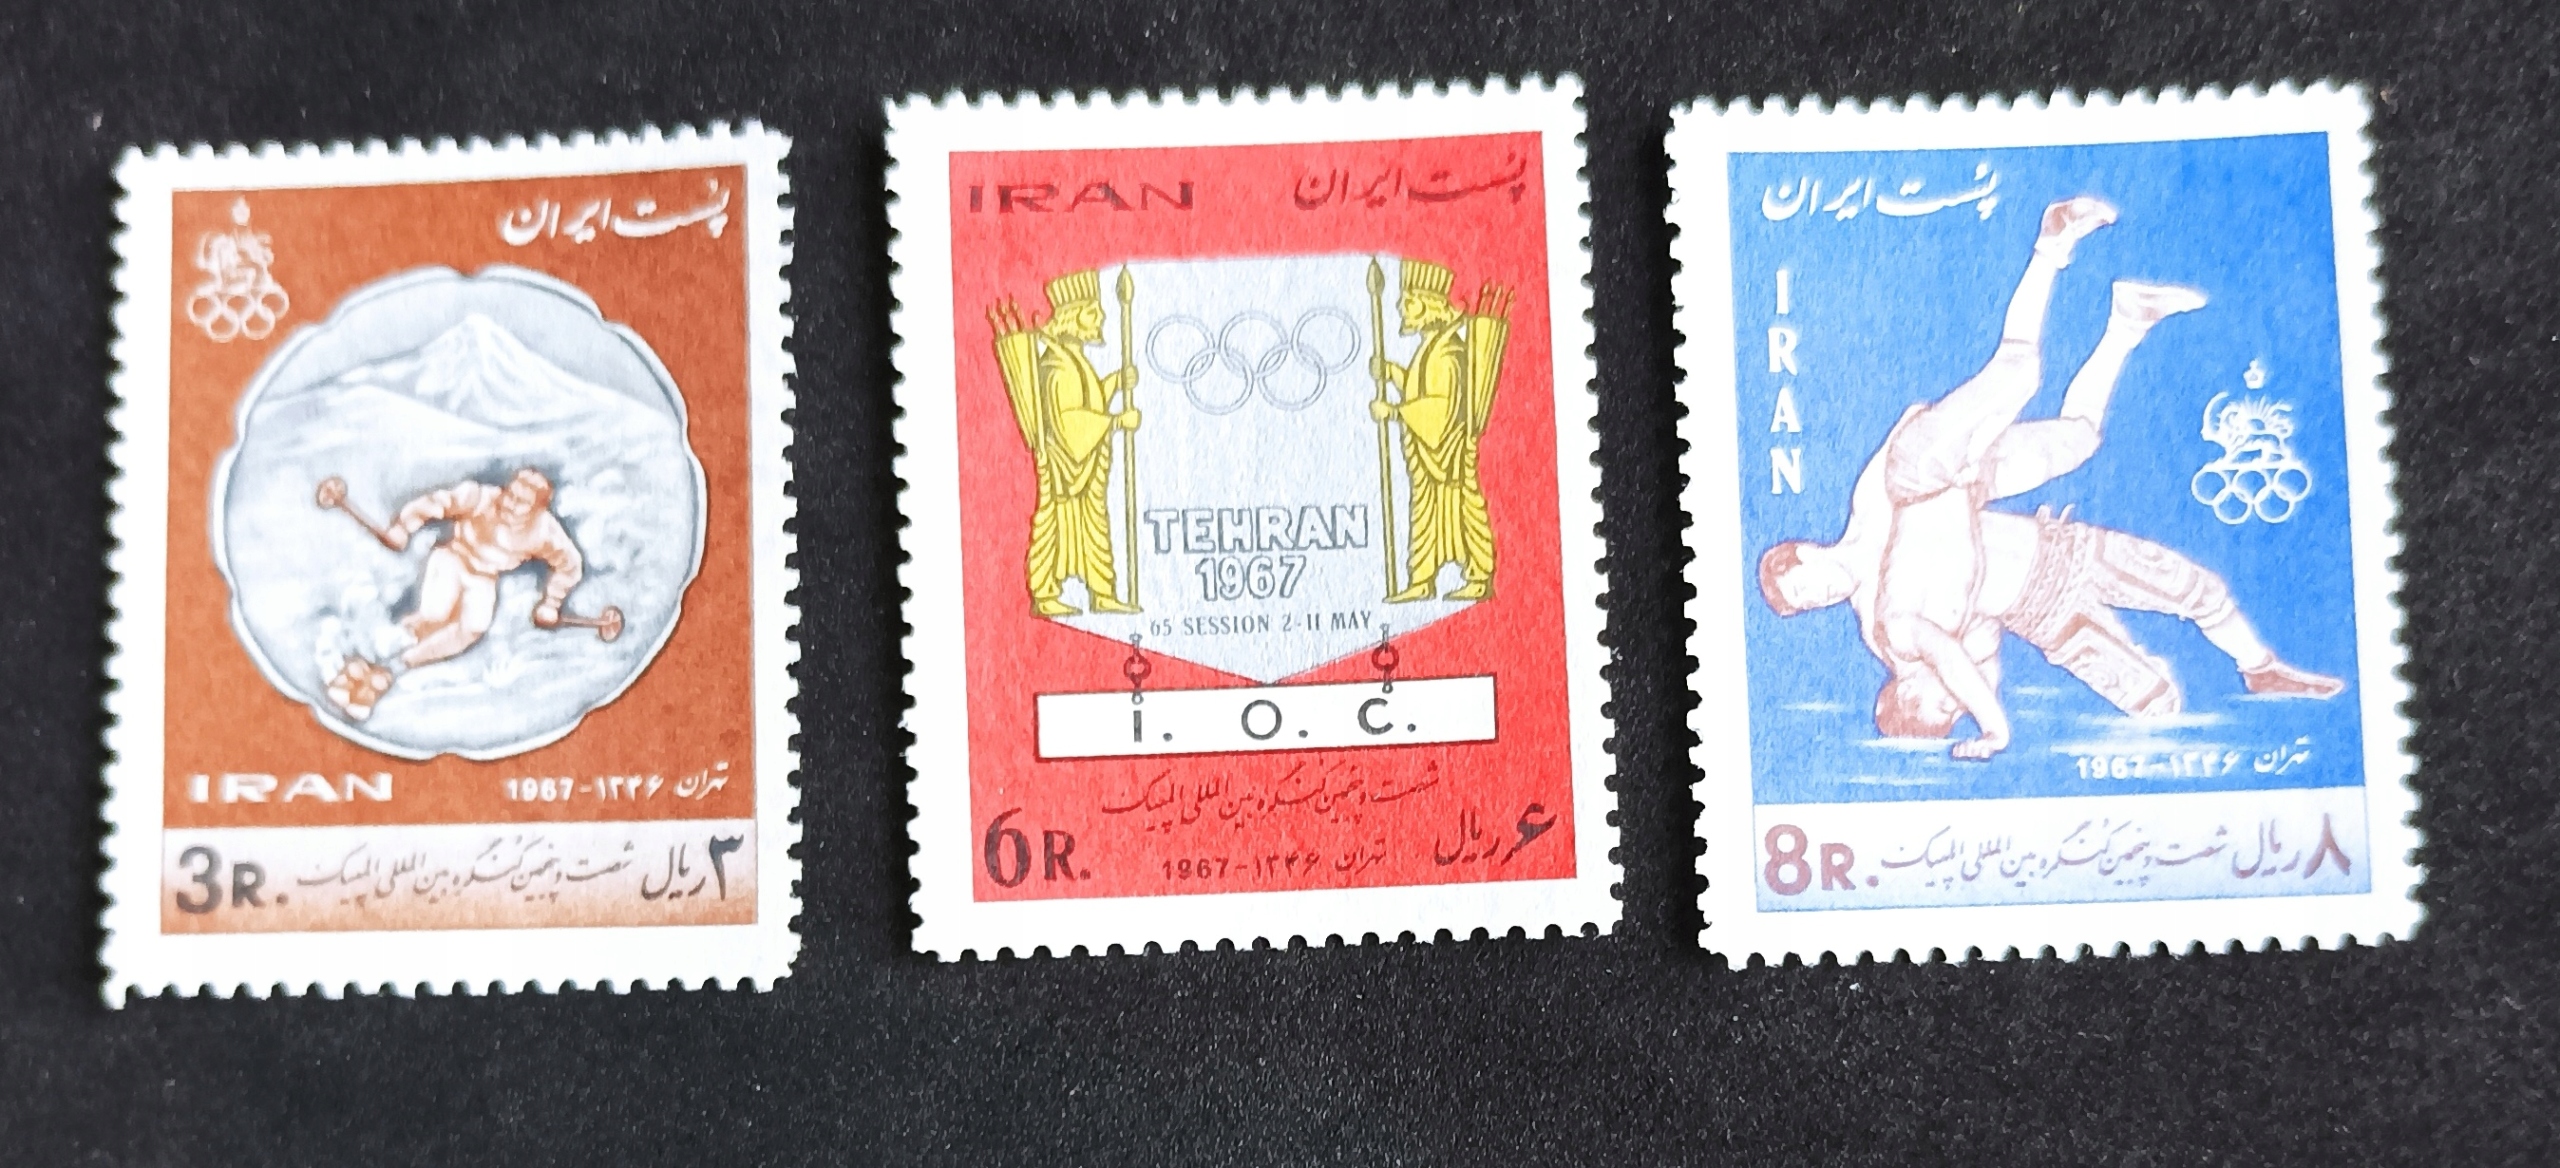 پست ایران
IRAN
1967-۱۳۴۶ تهران
3R. شصت و پنجمین کنگره بین المللی المپیک ۳ ریال
IRAN پست ایران
TEHRAN
1967
65 SESSION 2-11 MAY
I. O. C.
شصت و پنجمین کنگره بین المللی المپیک
6R. ۶ ریال
1967-۱۳۴۶ تهران
پست ایران
IRAN
1967-۱۳۴۶ تهران
8R. شصت و پنجمین کنگره بین المللی المپیک ۸ ریال